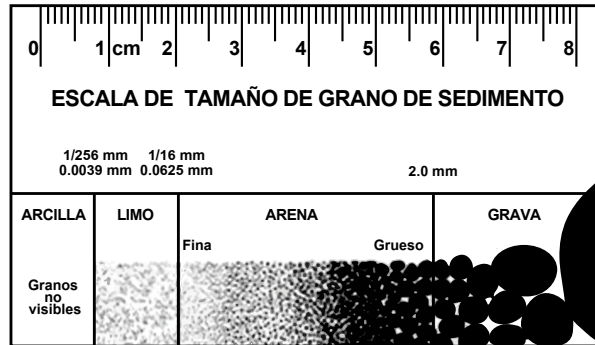 0 1 cm 2 3 4 5 6 7 8
ESCALA DE TAMAÑO DE GRANO DE SEDIMENTO
1/256 mm 1/16 mm
0.0039 mm 0.0625 mm 2.0 mm
ARCILLA LIMO ARENA GRAVA
Fina Grueso
Granos
no
visibles